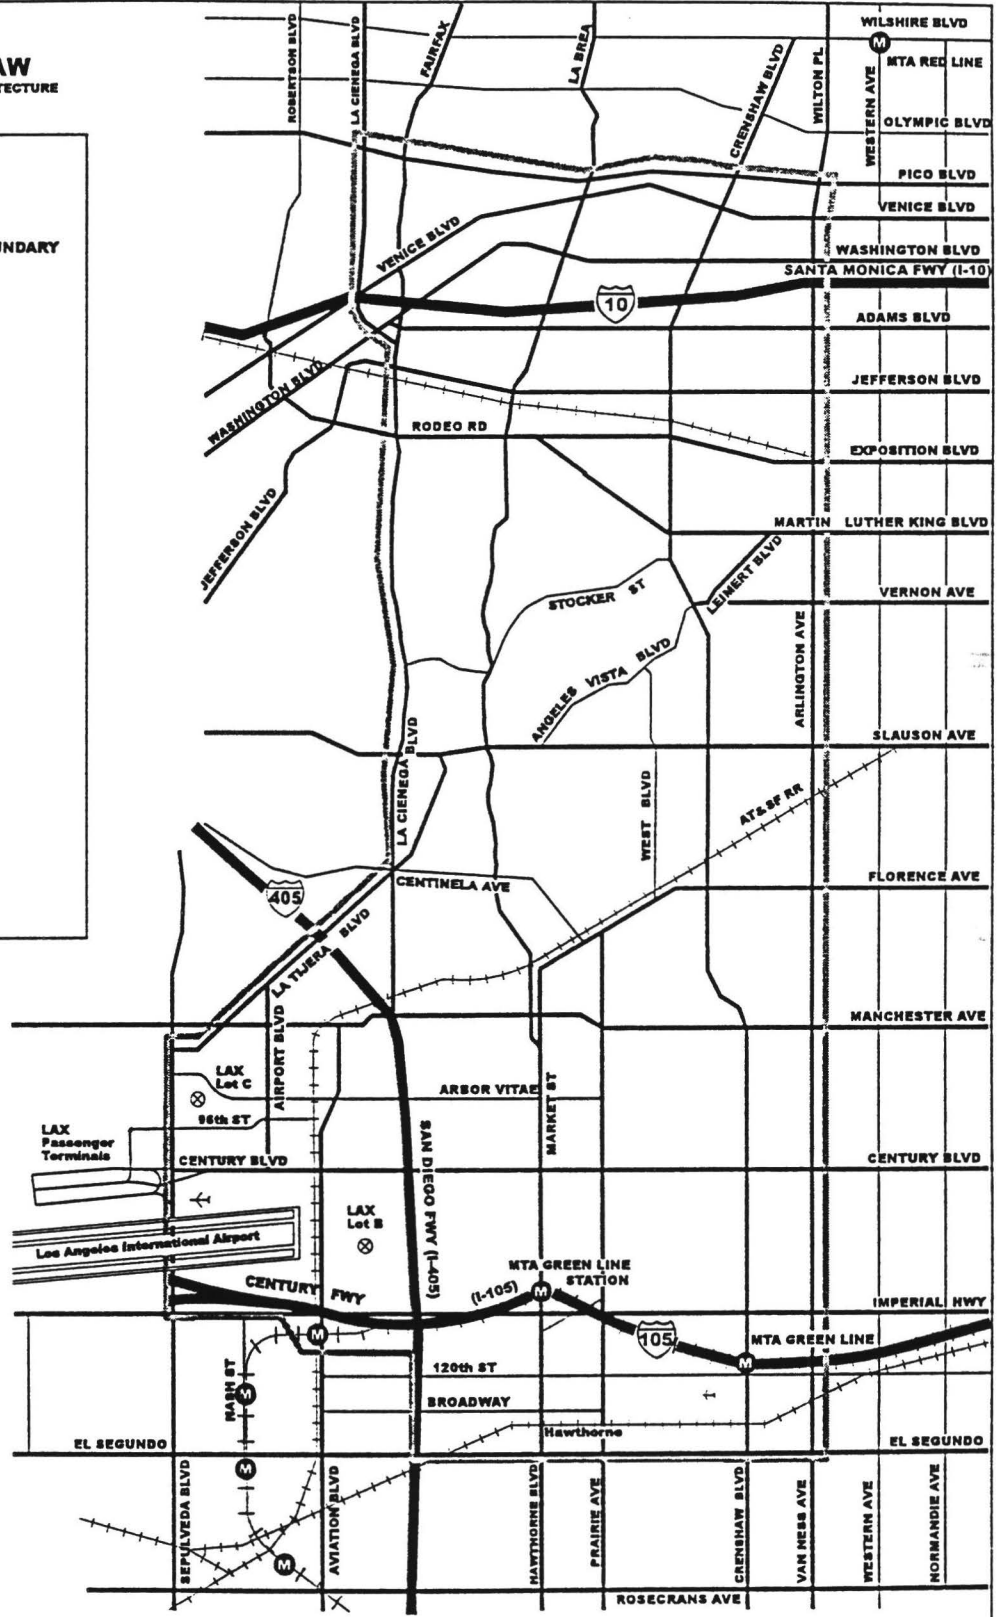 AW
TECTURE
NDARY
ROBERTSON BLVD
LA CIENEGA BLVD
FAIRFAX
LA BREA
CRENSHAW BLVD
WILTON PL
WILSHIRE BLVD
M
MTA RED LINE
WESTERN AVE
OLYMPIC BLVD
PICO BLVD
VENICE BLVD
VENICE BLVD
WASHINGTON BLVD
SANTA MONICA FWY (I-10)
10
ADAMS BLVD
WASHINGTON BLVD
JEFFERSON BLVD
RODEO RD
EXPOSITION BLVD
JEFFERSON BLVD
MARTIN LUTHER KING BLVD
LEIMERT BLVD
STOCKER ST
VERNON AVE
ANGELES VISTA BLVD
ARLINGTON AVE
LA CIENEGA BLVD
SLAUSON AVE
WEST BLVD
AT&SF RR
405
CENTINELA AVE
FLORENCE AVE
LA TIJERA BLVD
AIRPORT BLVD
MANCHESTER AVE
LAX
Lot C
ARBOR VITAE
MARKET ST
96th ST
LAX
Passenger
Terminals
CENTURY BLVD
SAN DIEGO FWY (I-405)
CENTURY BLVD
LAX
Lot B
Los Angeles International Airport
MTA GREEN LINE
STATION
CENTURY FWY
(I-105)
M
IMPERIAL HWY
M
105
MTA GREEN LINE
M
120th ST
NASH ST
M
BROADWAY
Hawthorne
EL SEGUNDO
EL SEGUNDO
M
SEPULVEDA BLVD
AVIATION BLVD
HAWTHORNE BLVD
PRAIRIE AVE
CRENSHAW BLVD
VAN NESS AVE
WESTERN AVE
NORMANDIE AVE
M
ROSECRANS AVE